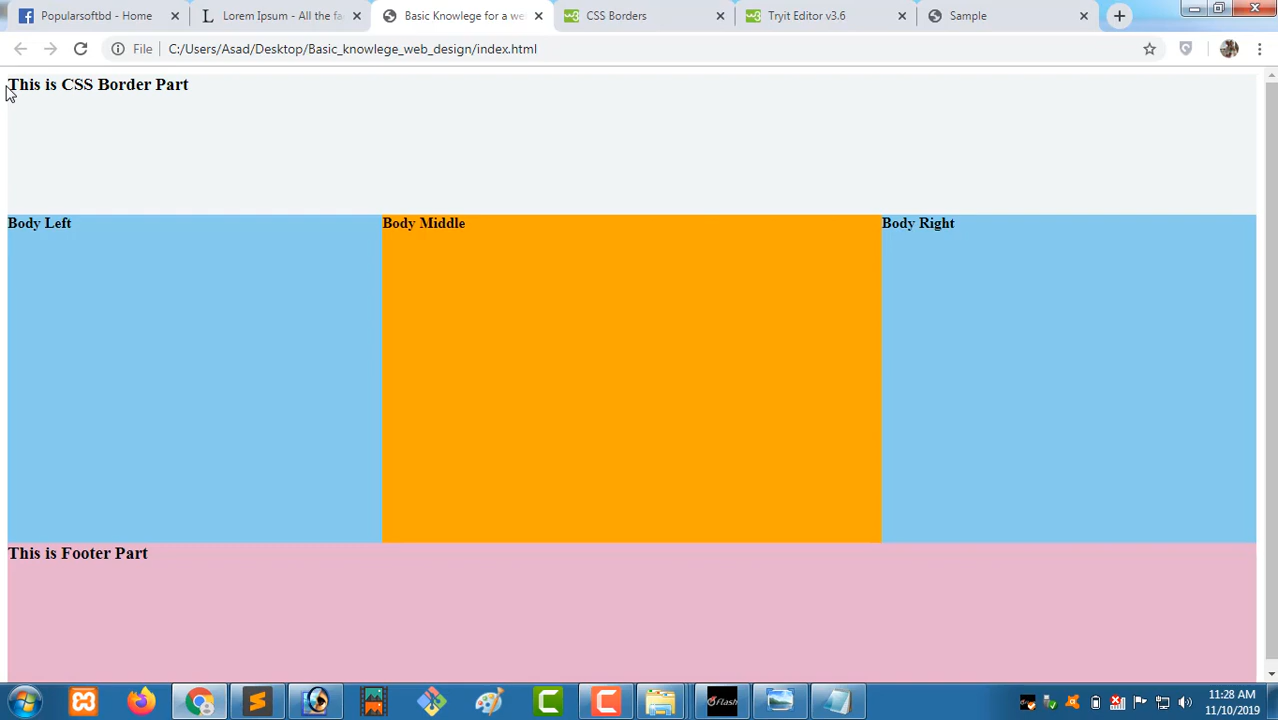 Popularsoftbd - Home
Lorem Ipsum - All the fa
Basic Knowlege for a we
CSS Borders
Tryit Editor v3.6
Sample
File
C:/Users/Asad/Desktop/Basic_knowlege_web_design/index.html
This is CSS Border Part
Body Left
Body Middle
Body Right
This is Footer Part
11:28 AM
11/10/2019